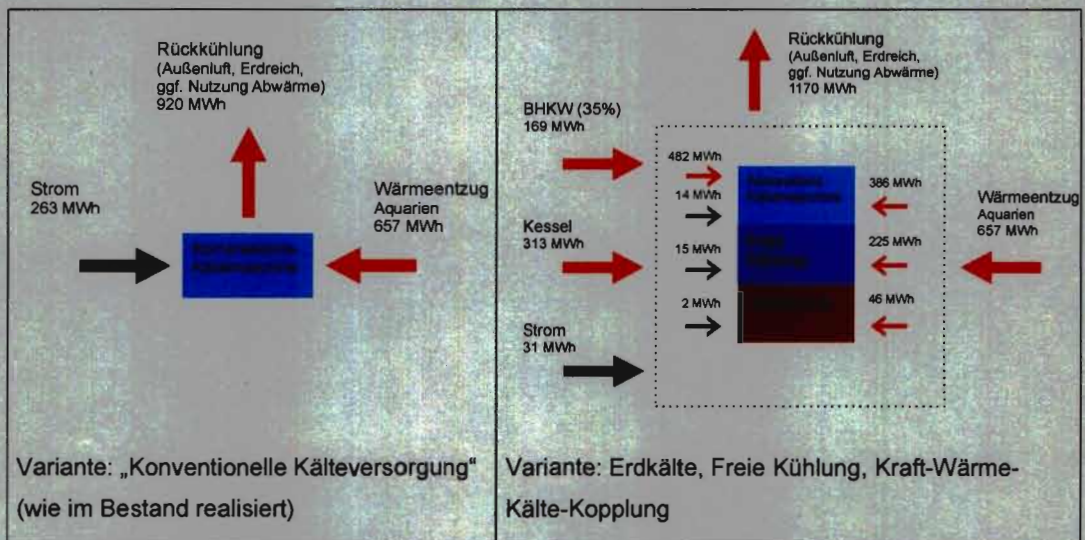 Rückkühlung
(Außenluft, Erdreich,
ggf. Nutzung Abwärme)
920 MWh
Strom
263 MWh
Wärmeentzug
Aquarien
657 MWh
Variante: „Konventionelle Kälteversorgung“
(wie im Bestand realisiert)
Rückkühlung
(Außenluft, Erdreich,
ggf. Nutzung Abwärme)
1170 MWh
BHKW (35%)
169 MWh
482 MWh
14 MWh
386 MWh
Kessel
313 MWh
15 MWh
225 MWh
Wärmeentzug
Aquarien
657 MWh
2 MWh
46 MWh
Strom
31 MWh
Variante: Erdkälte, Freie Kühlung, Kraft-Wärme-
Kälte-Kopplung